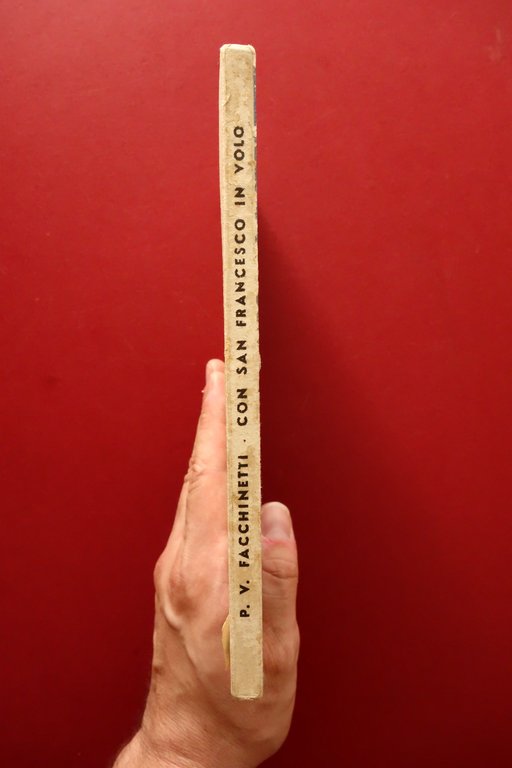 P. V. FACCHINETTI . CON SAN FRANCESCO IN VOLO